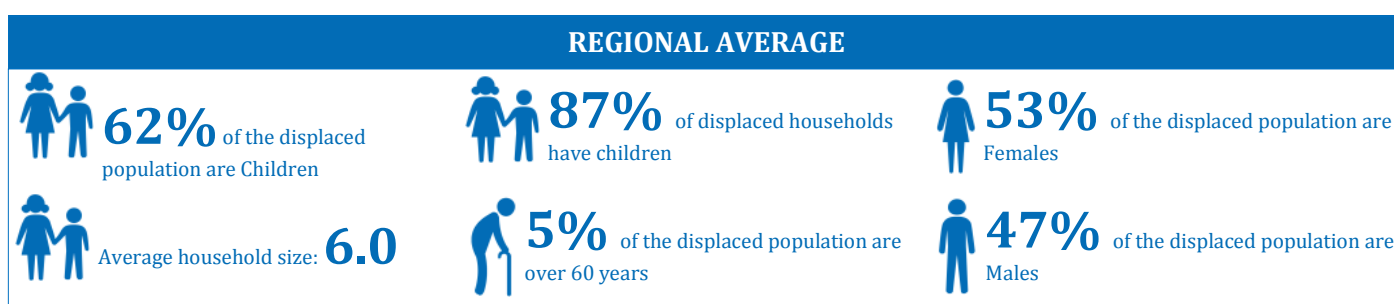 REGIONAL AVERAGE
62% of the displaced
population are Children
87% of displaced households
have children
53% of the displaced population are
Females
Average household size: 6.0
5% of the displaced population are
over 60 years
47% of the displaced population are
Males